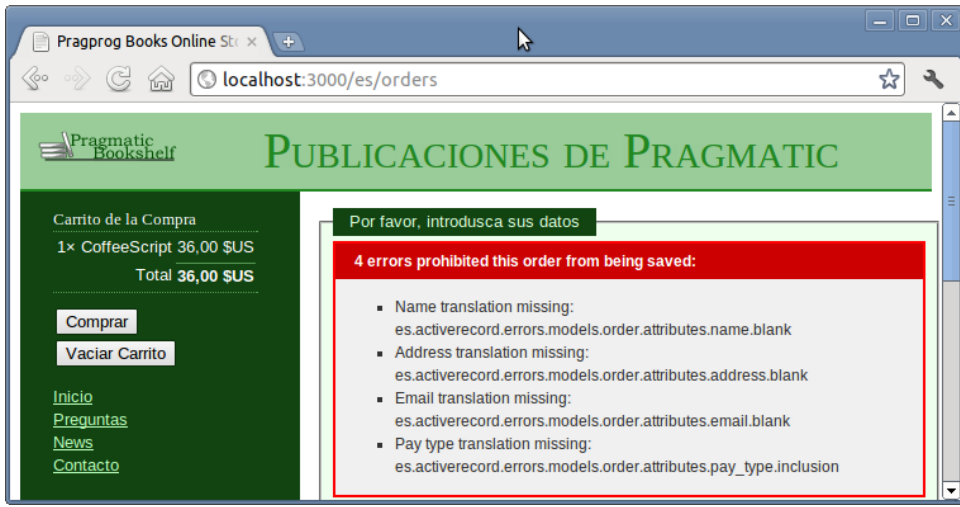 Pragprog Books Online Sto
localhost:3000/es/orders
Pragmatic
Bookshelf
PUBLICACIONES DE PRAGMATIC
Carrito de la Compra
1× CoffeeScript 36,00 $US
Total 36,00 $US
Comprar
Vaciar Carrito
Inicio
Preguntas
News
Contacto
Por favor, introdusca sus datos
4 errors prohibited this order from being saved:
Name translation missing:
es.activerecord.errors.models.order.attributes.name.blank
Address translation missing:
es.activerecord.errors.models.order.attributes.address.blank
Email translation missing:
es.activerecord.errors.models.order.attributes.email.blank
Pay type translation missing:
es.activerecord.errors.models.order.attributes.pay_type.inclusion